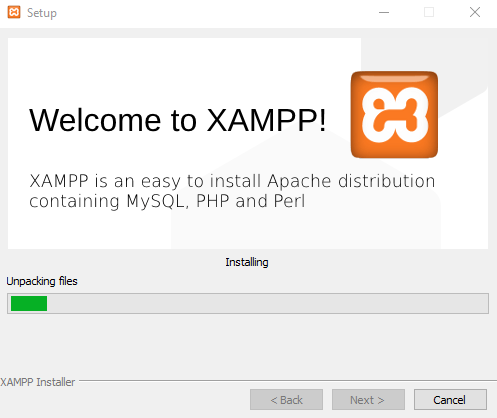 Setup
Welcome to XAMPP!
XAMPP is an easy to install Apache distribution
containing MySQL, PHP and Perl
Installing
Unpacking files
XAMPP Installer
< Back
Next >
Cancel